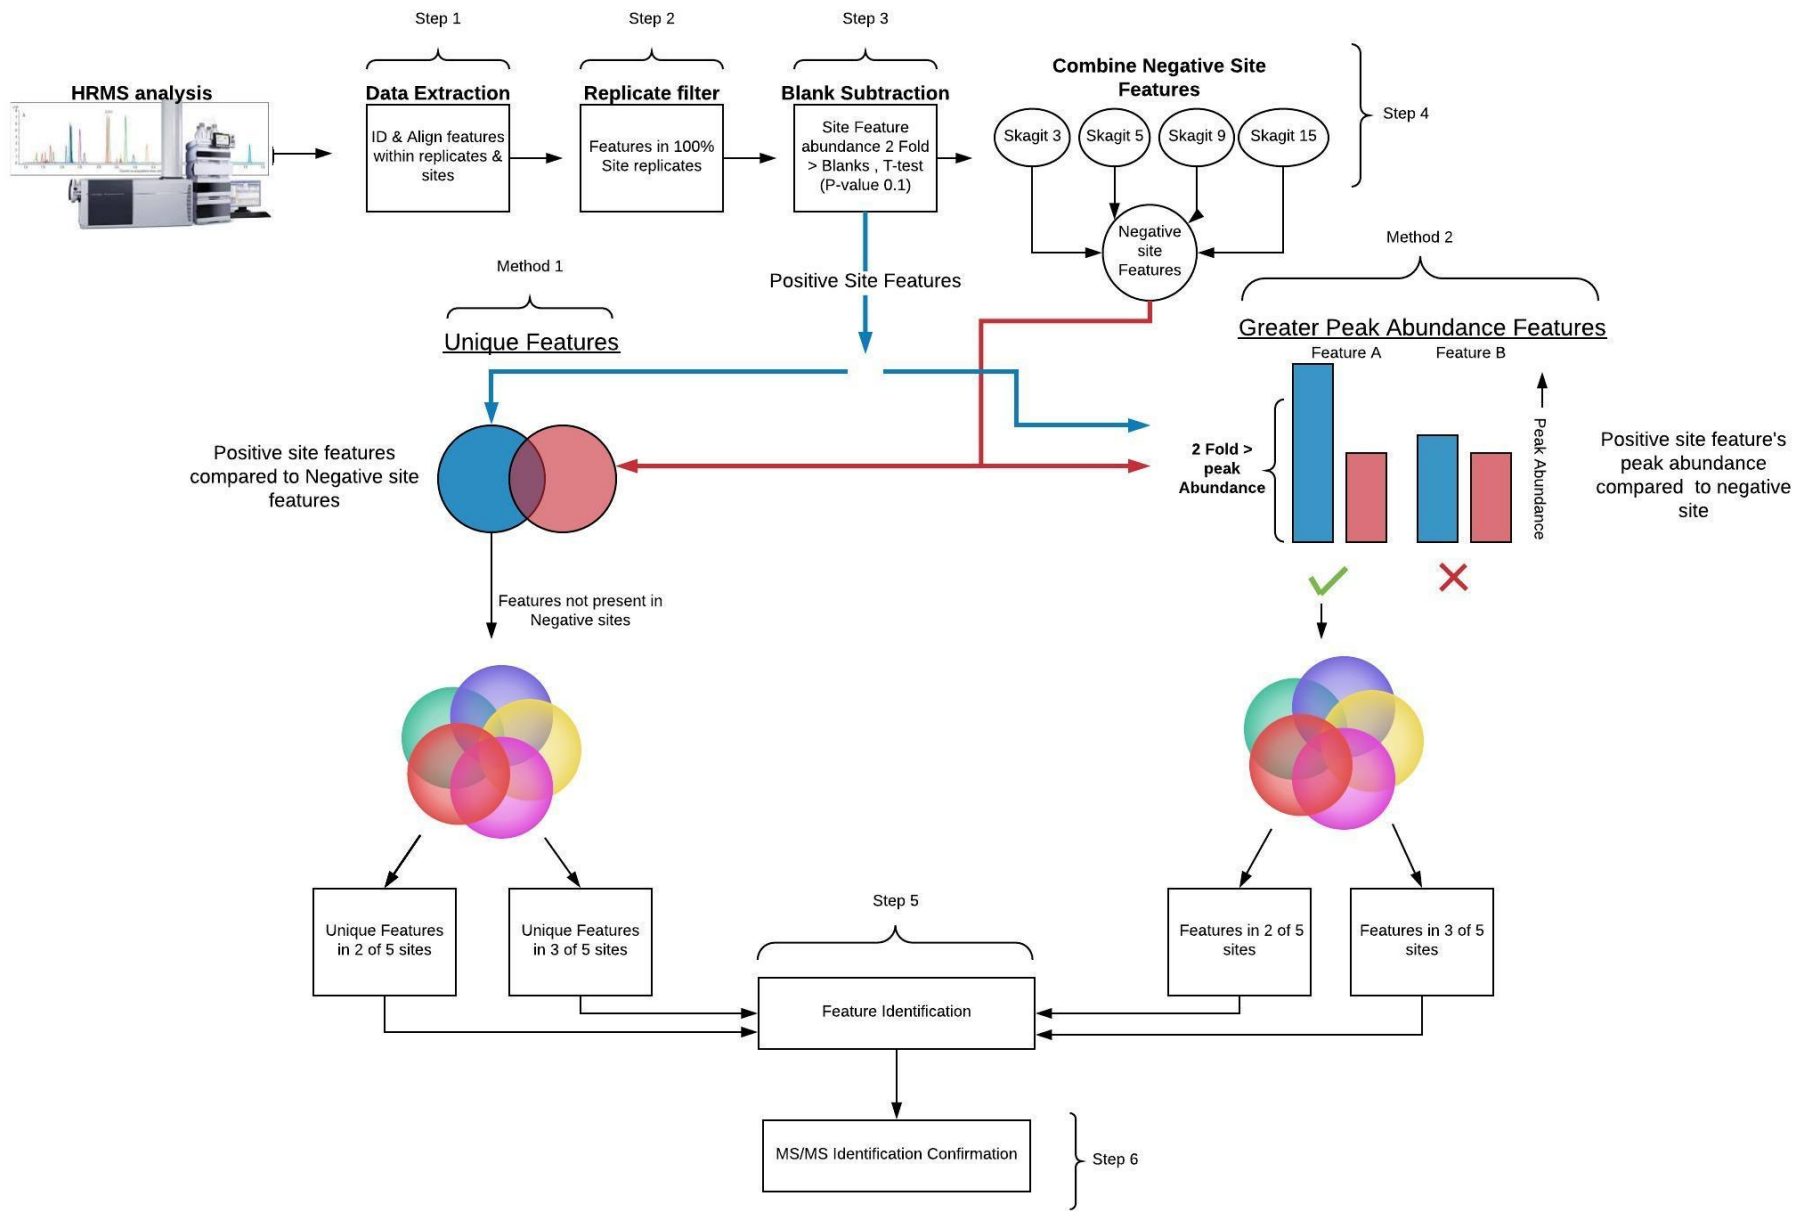 Step 1
Step 2
Step 3
HRMS analysis
Data Extraction
ID & Align features
within replicates &
sites
Replicate filter
Features in 100%
Site replicates
Blank Subtraction
Site Feature
abundance 2 Fold
> Blanks , T-test
(P-value 0.1)
Combine Negative Site
Features
Skagit 3
Skagit 5
Skagit 9
Skagit 15
Step 4
Negative
site
Features
Positive Site Features
Method 1
Unique Features
Method 2
Greater Peak Abundance Features
Feature A
Feature B
Positive site features
compared to Negative site
features
2 Fold >
peak
Abundance
Peak Abundance
Positive site feature's
peak abundance
compared  to negative
site
Features not present in
Negative sites
Unique Features
in 2 of 5 sites
Unique Features
in 3 of 5 sites
Step 5
Feature Identification
Features in 2 of 5
sites
Features in 3 of 5
sites
MS/MS Identification Confirmation
Step 6